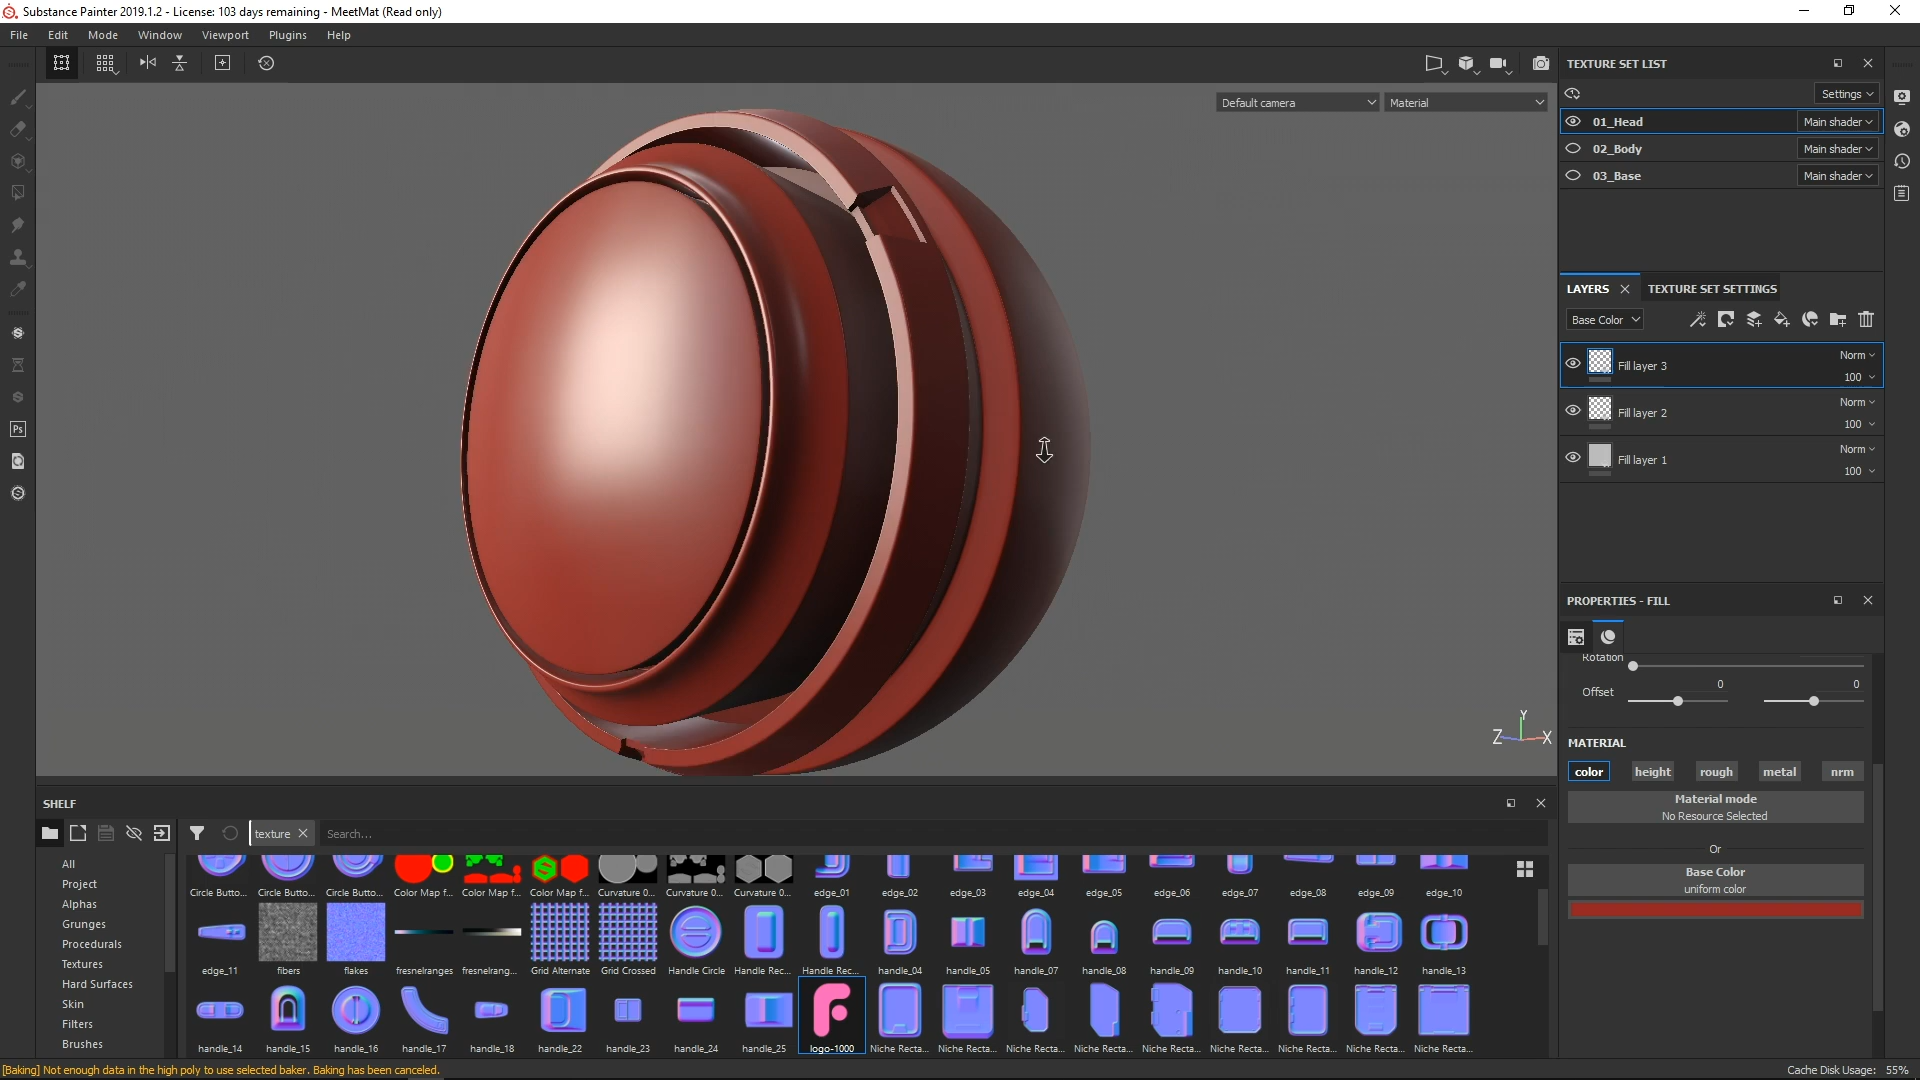 Substance Painter 2019.1.2 - License: 103 days remaining - MeetMat (Read only)
File Edit Mode Window Viewport Plugins Help
Default camera Material
TEXTURE SET LIST
Settings
01_Head Main shader
02_Body Main shader
03_Base Main shader
LAYERS TEXTURE SET SETTINGS
Base Color
Fill layer 3 Norm 100
Fill layer 2 Norm 100
Fill layer 1 Norm 100
PROPERTIES - FILL
Rotation
Offset 0 0
MATERIAL
color height rough metal nrm
Material mode
No Resource Selected
Or
Base Color
uniform color
Z Y X
Ps
SHELF
texture Search...
All
Project
Alphas
Grunges
Procedurals
Textures
Hard Surfaces
Skin
Filters
Brushes
Circle Butto... Circle Butto... Circle Butto... Color Map f... Color Map f... Color Map f... Curvature 0... Curvature 0... Curvature 0... edge_01 edge_02 edge_03 edge_04 edge_05 edge_06 edge_07 edge_08 edge_09 edge_10
edge_11 fibers flakes fresnelranges fresnelrang... Grid Alternate Grid Crossed Handle Circle Handle Rec... Handle Rec... handle_04 handle_05 handle_07 handle_08 handle_09 handle_10 handle_11 handle_12 handle_13
handle_14 handle_15 handle_16 handle_17 handle_18 handle_22 handle_23 handle_24 handle_25 logo-1000 Niche Recta... Niche Recta... Niche Recta... Niche Recta... Niche Recta... Niche Recta... Niche Recta... Niche Recta... Niche Recta...
[Baking] Not enough data in the high poly to use selected baker. Baking has been canceled.
Cache Disk Usage: 55%